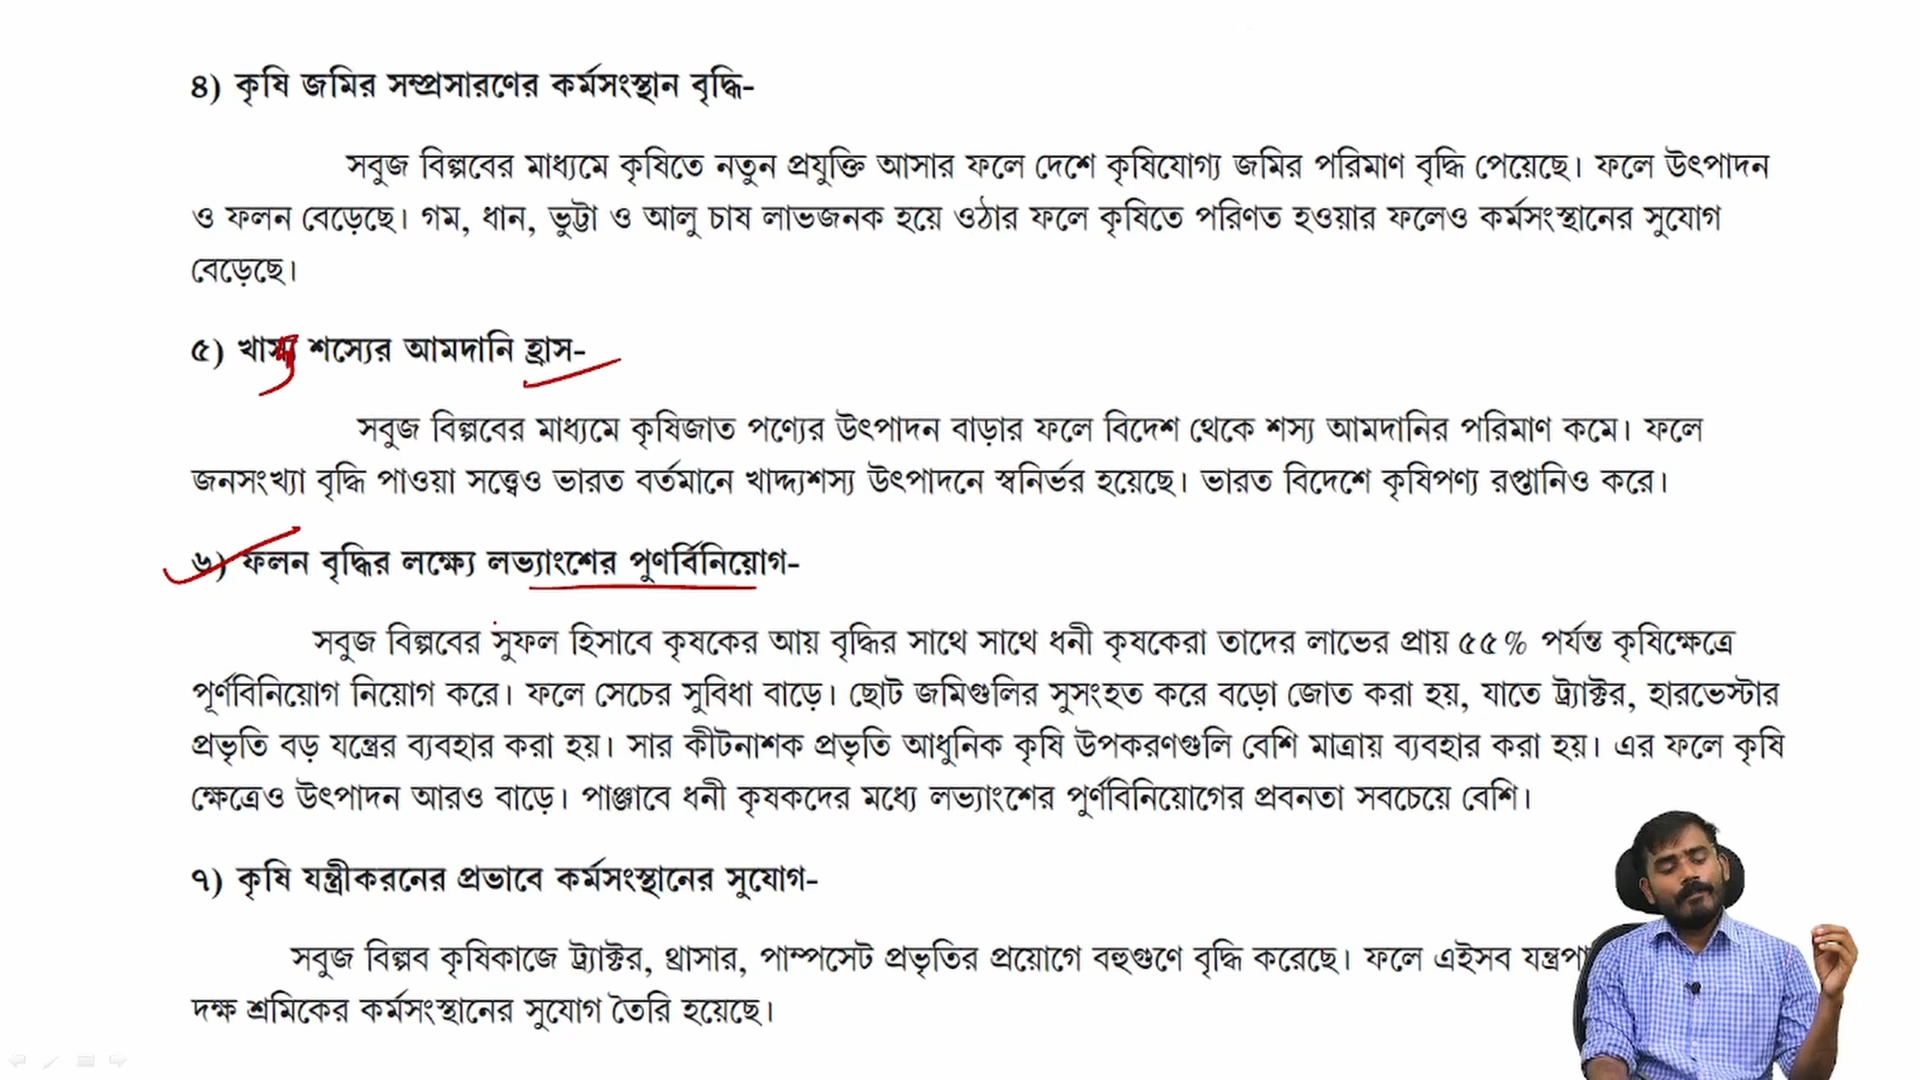 ৪) কৃষি জমির সম্প্রসারণের কর্মসংস্থান বৃদ্ধি-
সবুজ বিল্পবের মাধ্যমে কৃষিতে নতুন প্রযুক্তি আসার ফলে দেশে কৃষিযোগ্য জমির পরিমাণ বৃদ্ধি পেয়েছে। ফলে উৎপাদন
ও ফলন বেড়েছে। গম, ধান, ভুট্টা ও আলু চাষ লাভজনক হয়ে ওঠার ফলে কৃষিতে পরিণত হওয়ার ফলেও কর্মসংস্থানের সুযোগ
বেড়েছে।
৫) শস্যের আমদানি হ্রাস-
সবুজ বিল্পবের মাধ্যমে কৃষিজাত পণ্যের উৎপাদন বাড়ার ফলে বিদেশ থেকে শস্য আমদানির পরিমাণ কমে। ফলে
জনসংখ্যা বৃদ্ধি পাওয়া সত্ত্বেও ভারত বর্তমানে খাদ্দ্যশস্য উৎপাদনে স্বনির্ভর হয়েছে। ভারত বিদেশে কৃষিপণ্য রপ্তানিও করে।
৬) ফলন বৃদ্ধির লক্ষ্যে লভ্যাংশের পুণর্বিনিয়োগ-
সবুজ বিল্পবের সুফল হিসাবে কৃষকের আয় বৃদ্ধির সাথে সাথে ধনী কৃষকেরা তাদের লাভের প্রায় ৫৫% পর্যন্ত কৃষিক্ষেত্রে
পূর্ণবিনিয়োগ নিয়োগ করে। ফলে সেচের সুবিধা বাড়ে। ছোট জমিগুলির সুসংহত করে বড়ো জোত করা হয়, যাতে ট্র্যাক্টর, হারভেস্টার
প্রভৃতি বড় যন্ত্রের ব্যবহার করা হয়। সার কীটনাশক প্রভৃতি আধুনিক কৃষি উপকরণগুলি বেশি মাত্রায় ব্যবহার করা হয়। এর ফলে কৃষি
ক্ষেত্রেও উৎপাদন আরও বাড়ে। পাঞ্জাবে ধনী কৃষকদের মধ্যে লভ্যাংশের পুর্ণবিনিয়োগের প্রবনতা সবচেয়ে বেশি।
৭) কৃষি যন্ত্রীকরনের প্রভাবে কর্মসংস্থানের সুযোগ-
সবুজ বিল্পব কৃষিকাজে ট্র্যাক্টর, থ্রাসার, পাম্পসেট প্রভৃতির প্রয়োগে বহুগুণে বৃদ্ধি করেছে। ফলে এইসব
দক্ষ শ্রমিকের কর্মসংস্থানের সুযোগ তৈরি হয়েছে।